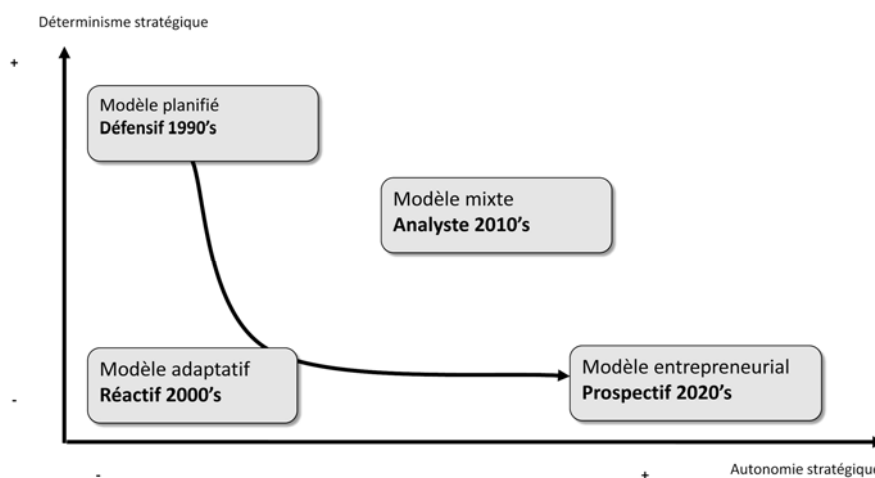 Déterminisme stratégique
+
Modèle planifié
Défensif 1990's
Modèle mixte
Analyste 2010's
Modèle adaptatif
Réactif 2000's
Modèle entrepreneurial
Prospectif 2020's
-
-
+
Autonomie stratégique